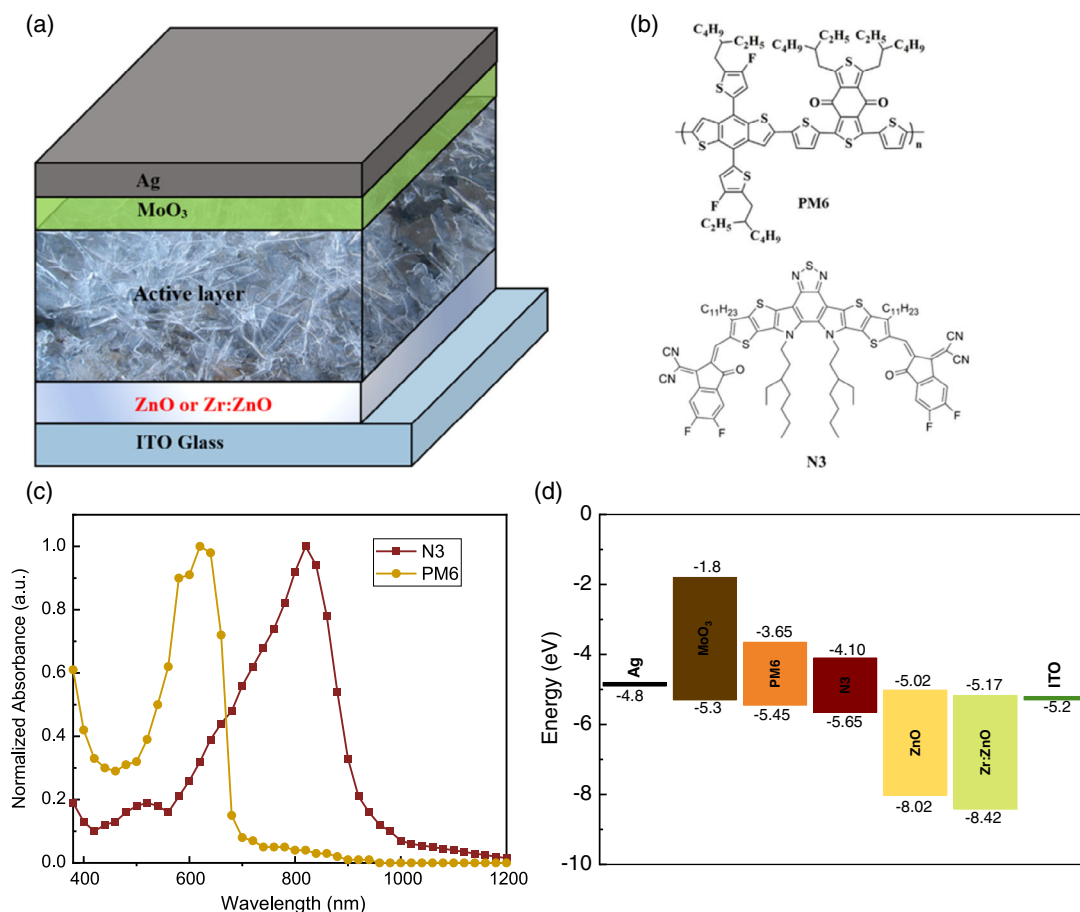 (a)
Ag
MoO₃
Active layer
ZnO or Zr:ZnO
ITO Glass
(b)
C₄H₉
C₂H₅
F
S
C₄H₉ C₂H₅ C₂H₅ C₄H₉
S
O O
S S S S S
n
S
F
C₂H₅
C₄H₉
PM6
S
N N
C₁₁H₂₃ S S C₁₁H₂₃
S N N S
CN
CN
O
F
F
NC
CN
O
F
F
N3
(c)
Normalized Absorbance (a.u.)
1.0
0.8
0.6
0.4
0.2
0.0
400 600 800 1000 1200
Wavelength (nm)
N3
PM6
(d)
Energy (eV)
0
-2
-4
-6
-8
-10
Ag
-4.8
-1.8
MoO₃
-5.3
-3.65
PM6
-5.45
-4.10
N3
-5.65
-5.02
ZnO
-8.02
-5.17
Zr:ZnO
-8.42
ITO
-5.2